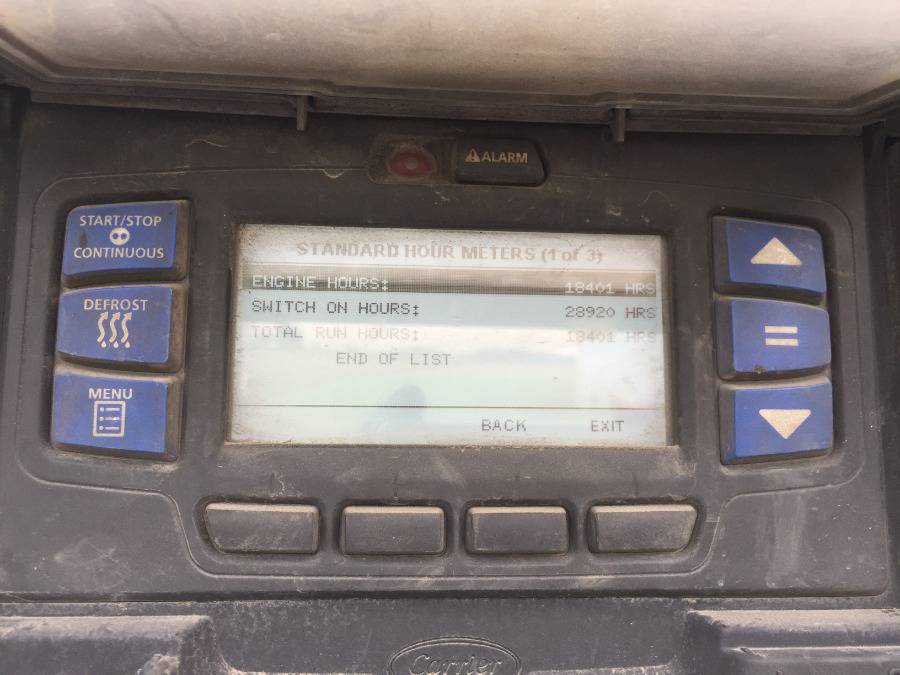 ALARM
START/STOP
CONTINUOUS
DEFROST
MENU
STANDARD HOUR METERS (1 of 3)
ENGINE HOURS: 18401 HRS
SWITCH ON HOURS: 28920 HRS
TOTAL RUN HOURS: 18401 HRS
END OF LIST
BACK EXIT
Carrier